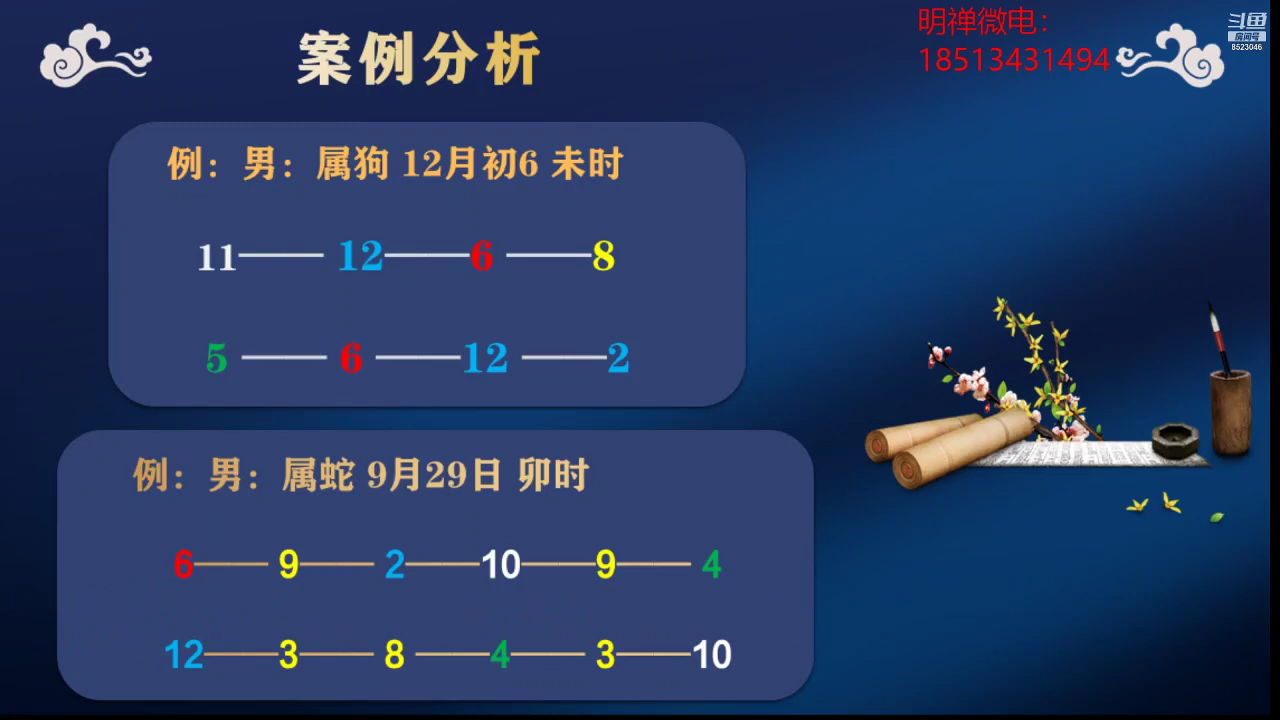 案例分析
明禅微电：
18513431494
斗鱼
房间号
8523046
例：男：属狗 12月初6 未时
11——12——6——8
5——6——12——2
例：男：属蛇 9月29日 卯时
6——9——2——10——9——4
12——3——8——4——3——10